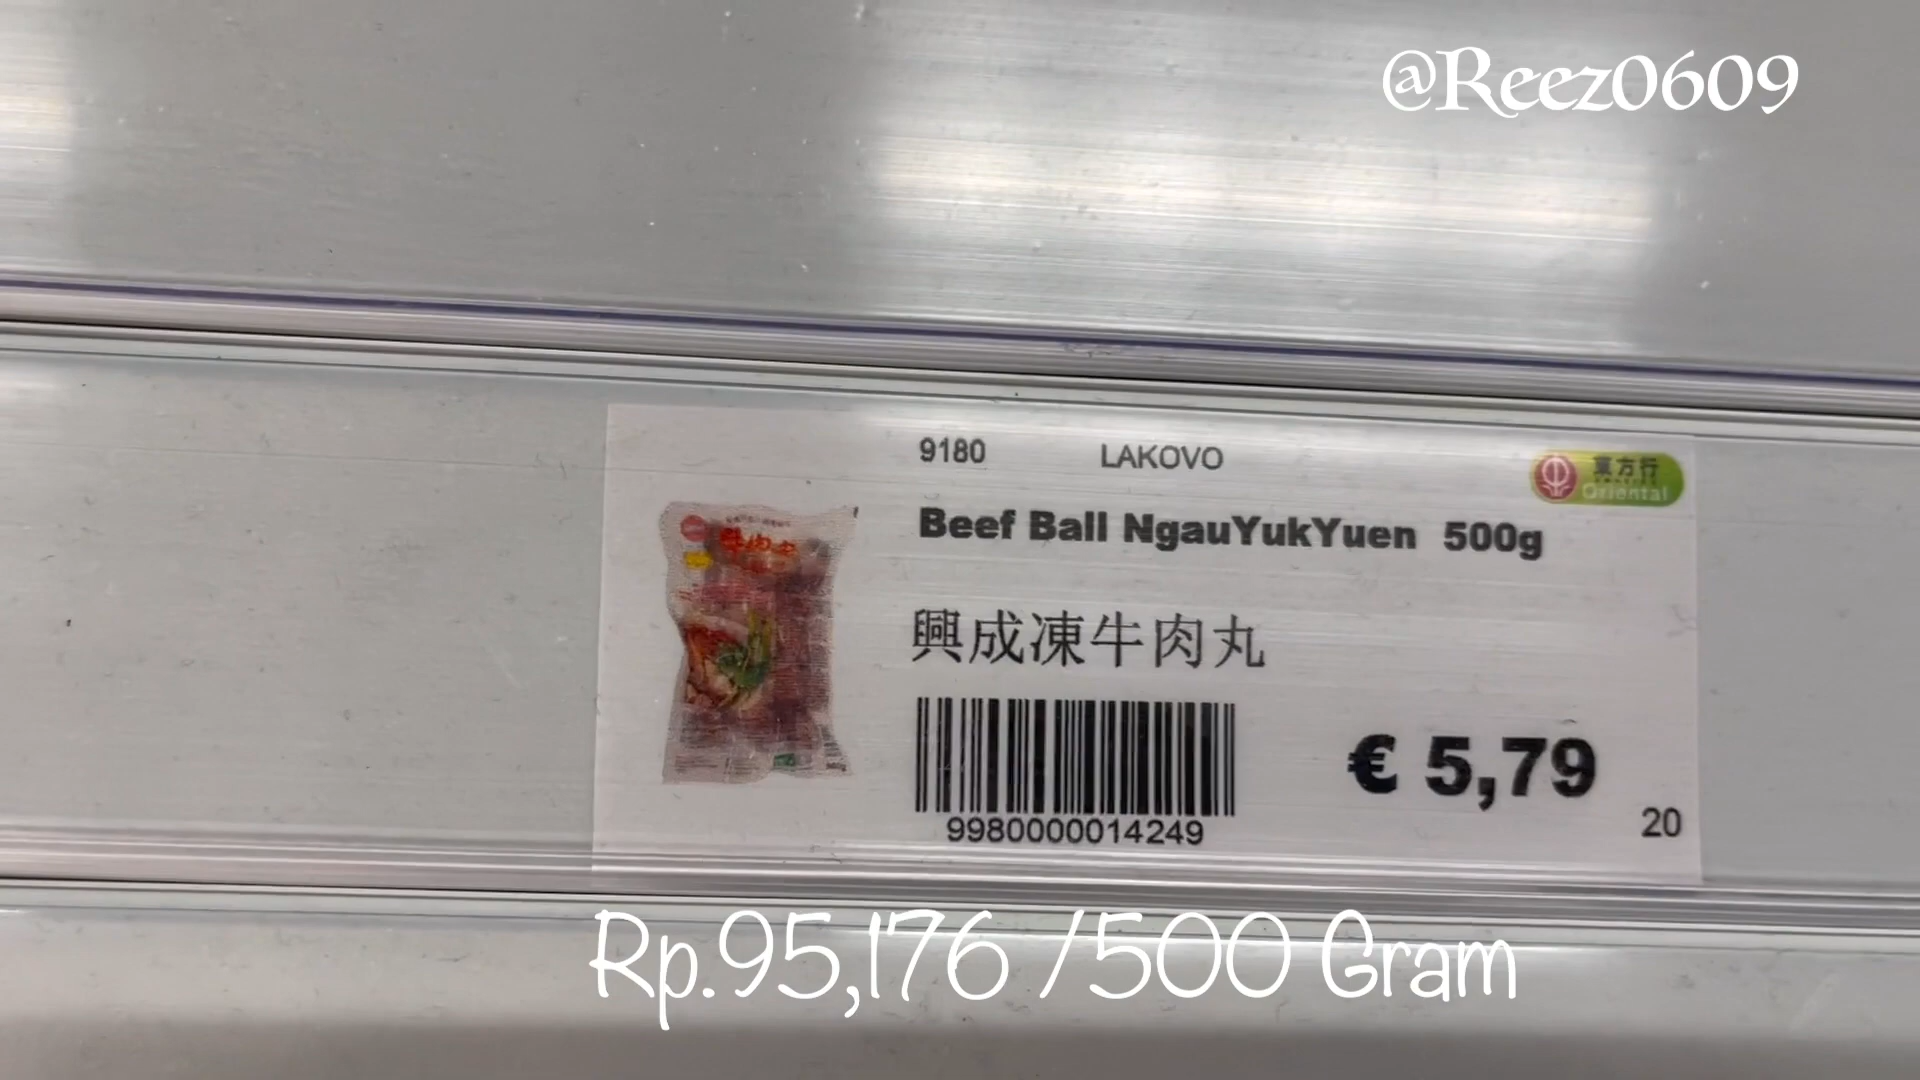 @Reez0609
9180 LAKOVO
東方行
Oriental
Beef Ball NgauYukYuen 500g
興成凍牛肉丸
€ 5,79
9980000014249
20
Rp.95,176 /500 Gram